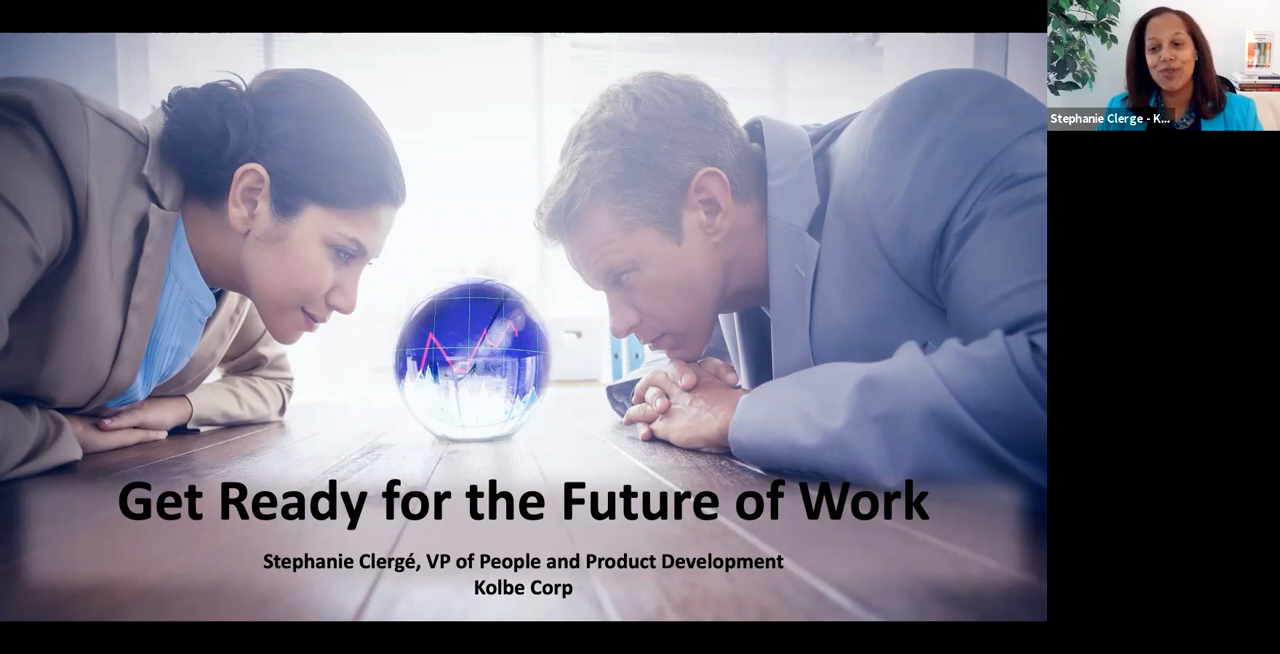 Stephanie Clerge - K...
Get Ready for the Future of Work
Stephanie Clergé, VP of People and Product Development
Kolbe Corp